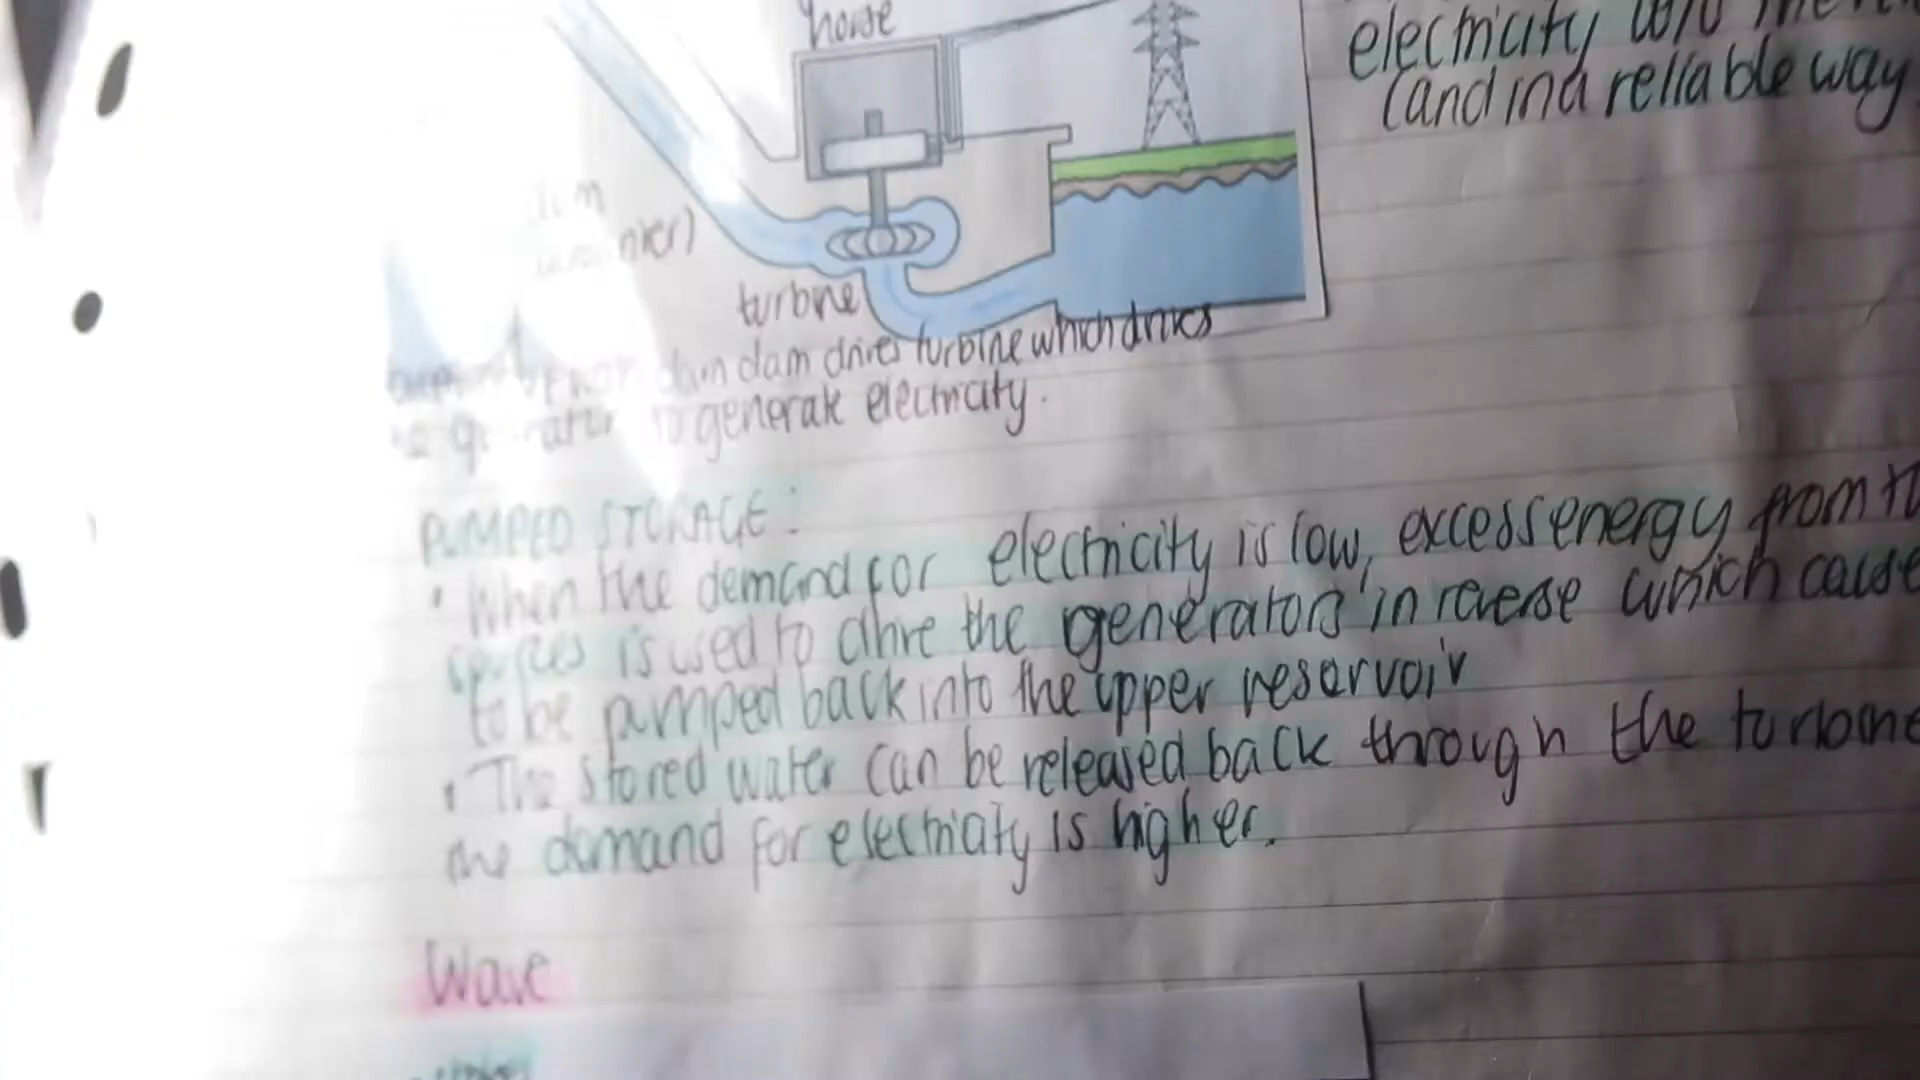 house
electricity w/o
(and in a reliable way
turbine
dam drives turbine which drives
to generate electricity.
PUMPED STORAGE:
• When the demand for electricity is low, excess energy from
is used to drive the generators 'in reverse which cause
to be pumped back into the upper reservoir
• The stored water can be released back through the turbine
the demand for electricity is higher.
Wave